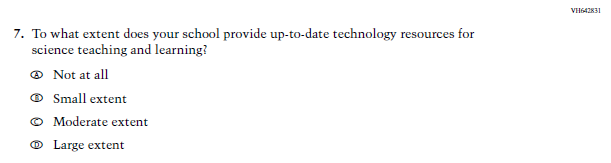 VH642831
7. To what extent does your school provide up-to-date technology resources for
science teaching and learning?
Ⓐ Not at all
Ⓑ Small extent
Ⓒ Moderate extent
Ⓓ Large extent